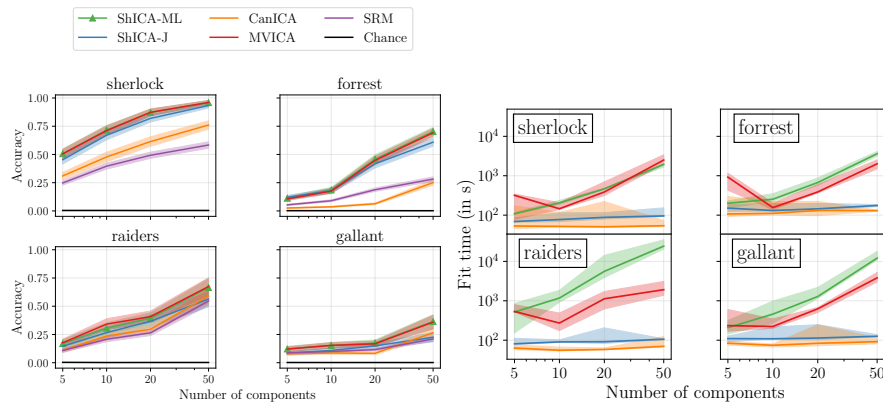 ShICA-ML CanICA SRM
ShICA-J MVICA Chance
sherlock forrest
1.00
0.75
0.50
0.25
0.00
Accuracy
raiders gallant
1.00
0.75
0.50
0.25
0.00
Accuracy
5 10 20 50 5 10 20 50
Number of components
sherlock forrest
10^4
10^3
10^2
raiders gallant
10^4
10^3
10^2
Fit time (in s)
5 10 20 50 5 10 20 50
Number of components